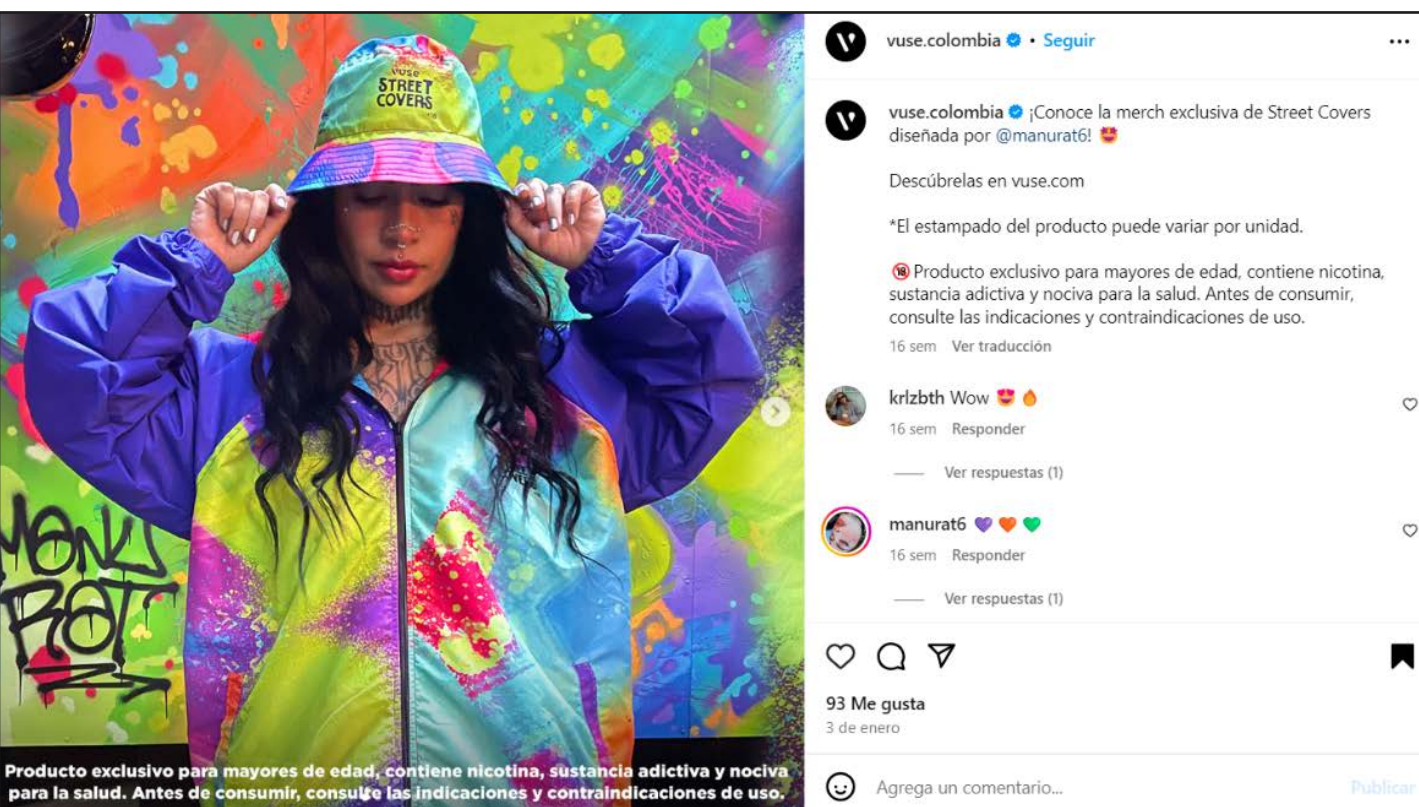 vuse
STREET
COVERS
MANU
RAT
Producto exclusivo para mayores de edad, contiene nicotina, sustancia adictiva y nociva
para la salud. Antes de consumir, consulte las indicaciones y contraindicaciones de uso.
vuse.colombia • Seguir
vuse.colombia ¡Conoce la merch exclusiva de Street Covers
diseñada por @manurat6! 🤩
Descúbrelas en vuse.com
*El estampado del producto puede variar por unidad.
🔞Producto exclusivo para mayores de edad, contiene nicotina,
sustancia adictiva y nociva para la salud. Antes de consumir,
consulte las indicaciones y contraindicaciones de uso.
16 sem Ver traducción
krlzbth Wow 😍 🔥
16 sem Responder
Ver respuestas (1)
manurat6 💜 🧡 💚
16 sem Responder
Ver respuestas (1)
93 Me gusta
3 de enero
Agrega un comentario...
Publicar